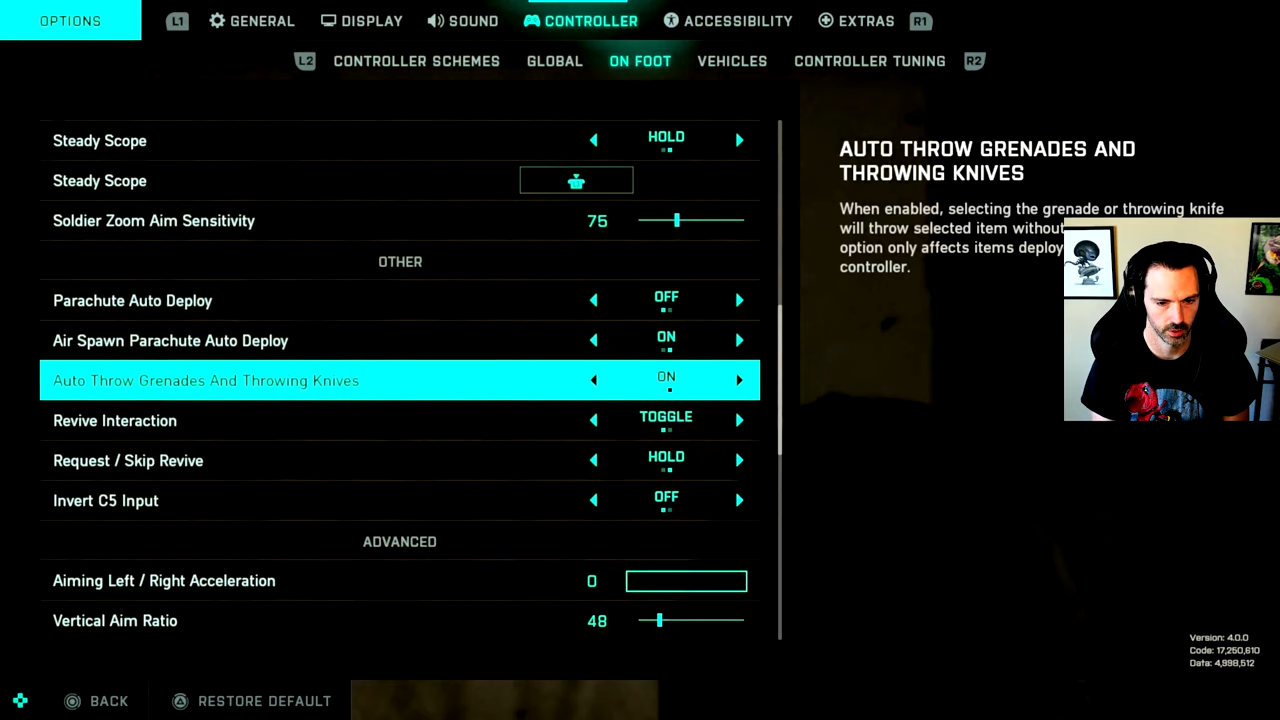 OPTIONS
L1 GENERAL DISPLAY SOUND CONTROLLER ACCESSIBILITY EXTRAS R1
L2 CONTROLLER SCHEMES GLOBAL ON FOOT VEHICLES CONTROLLER TUNING R2
Steady Scope HOLD
Steady Scope
Soldier Zoom Aim Sensitivity 75
OTHER
Parachute Auto Deploy OFF
Air Spawn Parachute Auto Deploy ON
Auto Throw Grenades And Throwing Knives ON
Revive Interaction TOGGLE
Request / Skip Revive HOLD
Invert C5 Input OFF
ADVANCED
Aiming Left / Right Acceleration 0
Vertical Aim Ratio 48
AUTO THROW GRENADES AND
THROWING KNIVES
When enabled, selecting the grenade or throwing knife
will throw selected item without
option only affects items deploy
controller.
Version: 4.0.0
Code: 17,250,610
Data: 4,998,512
BACK RESTORE DEFAULT